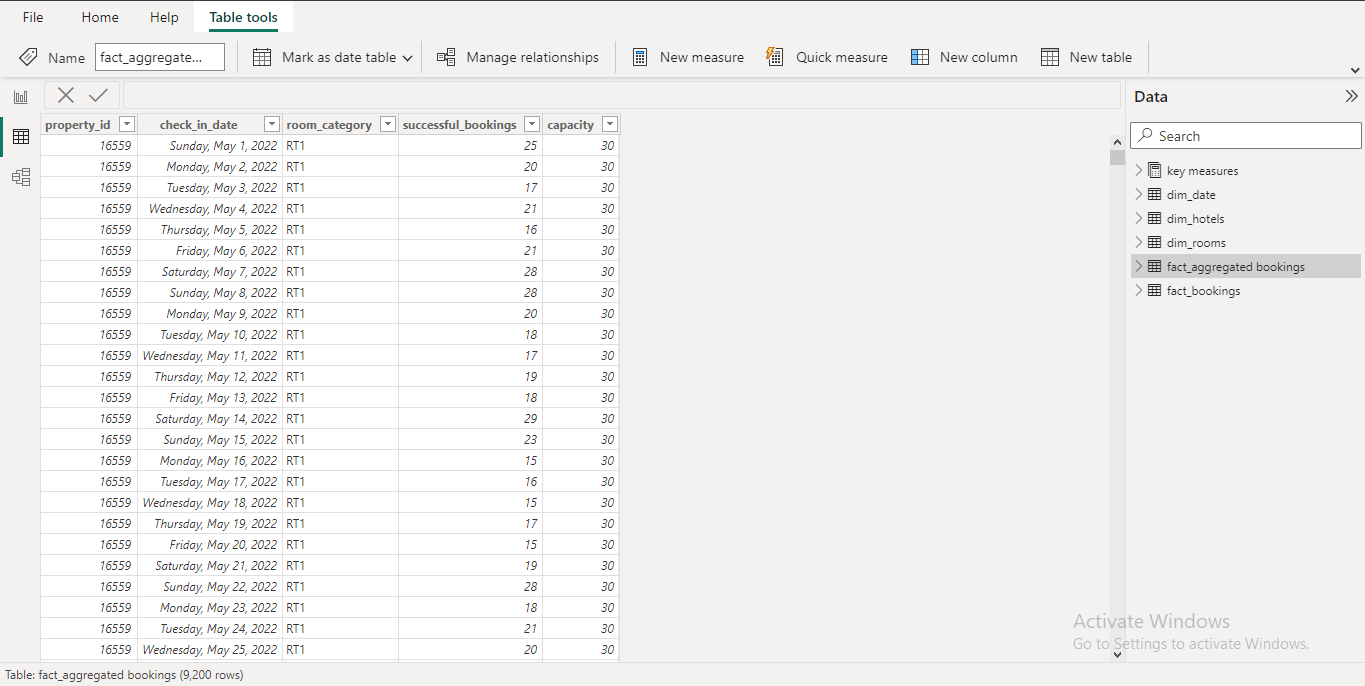 File Home Help Table tools
Name fact_aggregate... Mark as date table Manage relationships New measure Quick measure New column New table
Data
property_id check_in_date room_category successful_bookings capacity
Search
16559 Sunday, May 1, 2022 RT1 25 30
16559 Monday, May 2, 2022 RT1 20 30
16559 Tuesday, May 3, 2022 RT1 17 30
16559 Wednesday, May 4, 2022 RT1 21 30
16559 Thursday, May 5, 2022 RT1 16 30
16559 Friday, May 6, 2022 RT1 21 30
16559 Saturday, May 7, 2022 RT1 28 30
16559 Sunday, May 8, 2022 RT1 28 30
16559 Monday, May 9, 2022 RT1 20 30
16559 Tuesday, May 10, 2022 RT1 18 30
16559 Wednesday, May 11, 2022 RT1 17 30
16559 Thursday, May 12, 2022 RT1 19 30
16559 Friday, May 13, 2022 RT1 18 30
16559 Saturday, May 14, 2022 RT1 29 30
16559 Sunday, May 15, 2022 RT1 23 30
16559 Monday, May 16, 2022 RT1 15 30
16559 Tuesday, May 17, 2022 RT1 16 30
16559 Wednesday, May 18, 2022 RT1 15 30
16559 Thursday, May 19, 2022 RT1 17 30
16559 Friday, May 20, 2022 RT1 15 30
16559 Saturday, May 21, 2022 RT1 19 30
16559 Sunday, May 22, 2022 RT1 28 30
16559 Monday, May 23, 2022 RT1 18 30
16559 Tuesday, May 24, 2022 RT1 21 30
16559 Wednesday, May 25, 2022 RT1 20 30
key measures
dim_date
dim_hotels
dim_rooms
fact_aggregated bookings
fact_bookings
Activate Windows
Go to Settings to activate Windows.
Table: fact_aggregated bookings (9,200 rows)